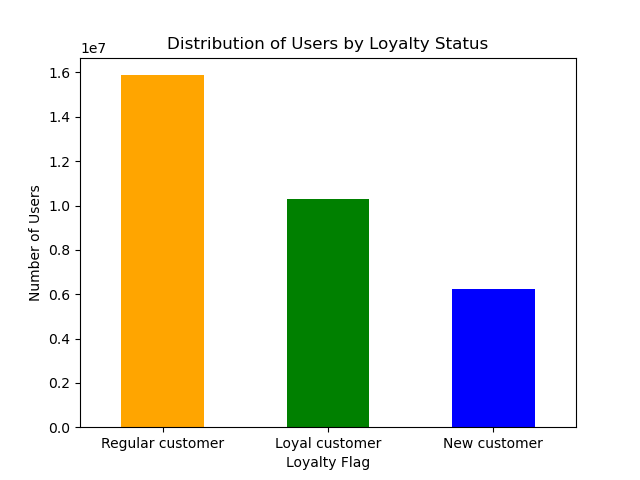 Distribution of Users by Loyalty Status
1e7
1.6
1.4
1.2
1.0
0.8
0.6
0.4
0.2
0.0
Number of Users
Regular customer
Loyal customer
New customer
Loyalty Flag